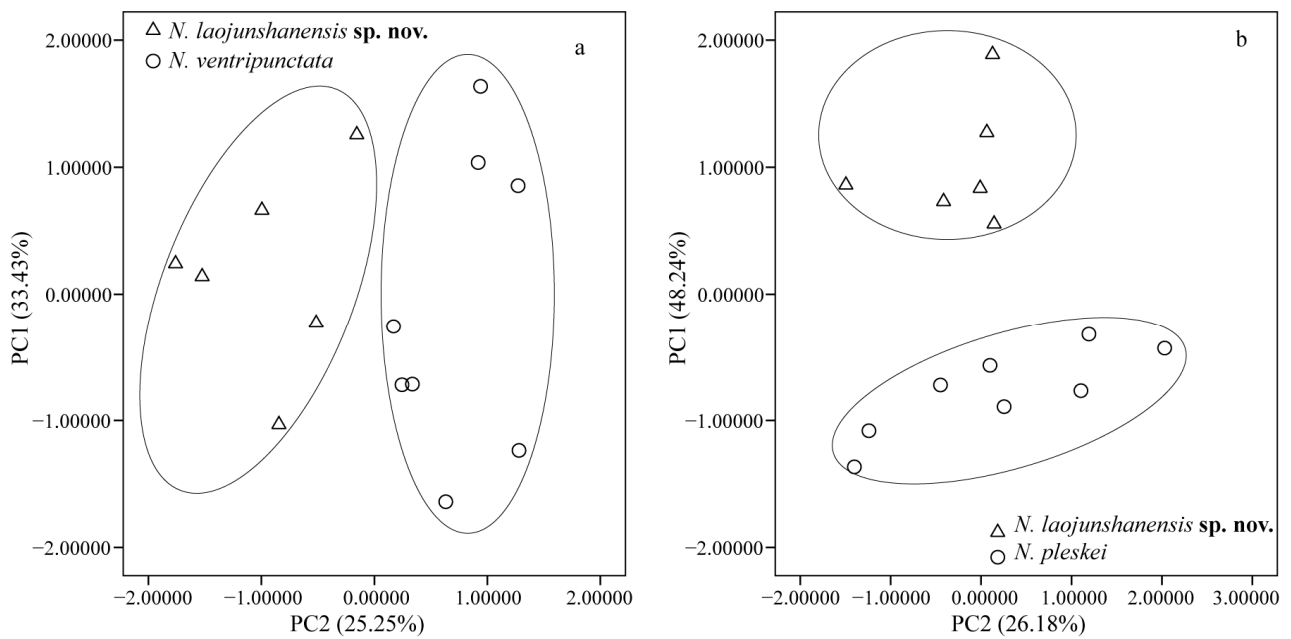 N. laojunshanensis sp. nov.
N. ventripunctata
a
2.00000
1.00000
0.00000
−1.00000
−2.00000
PC1 (33.43%)
−2.00000 −1.00000 0.00000 1.00000 2.00000
PC2 (25.25%)
b
2.00000
1.00000
0.00000
−1.00000
−2.00000
PC1 (48.24%)
N. laojunshanensis sp. nov.
N. pleskei
−2.00000 −1.00000 0.00000 1.00000 2.00000 3.00000
PC2 (26.18%)